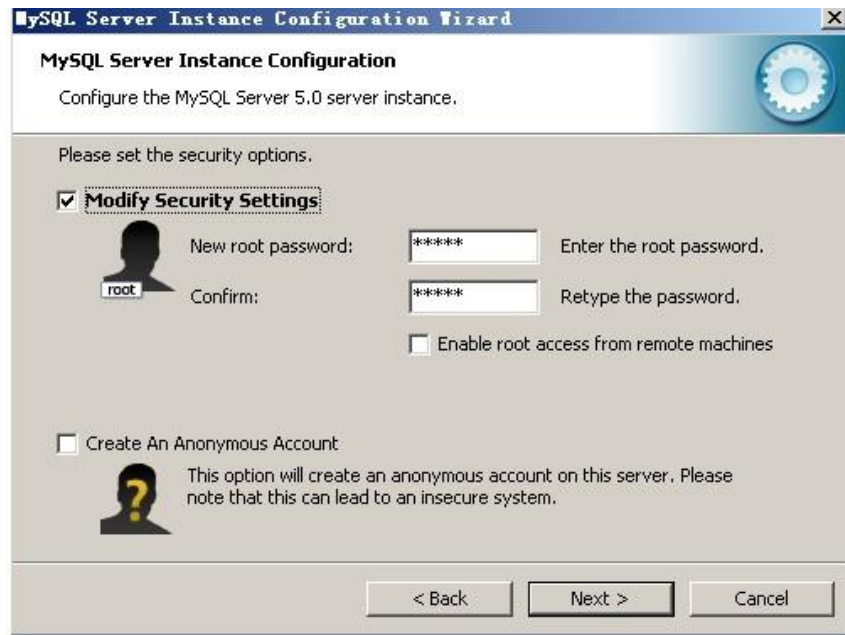 MySQL Server Instance Configuration Wizard
MySQL Server Instance Configuration
Configure the MySQL Server 5.0 server instance.
Please set the security options.
Modify Security Settings
New root password: ***** Enter the root password.
root
Confirm: ***** Retype the password.
Enable root access from remote machines
Create An Anonymous Account
This option will create an anonymous account on this server. Please
note that this can lead to an insecure system.
< Back Next > Cancel